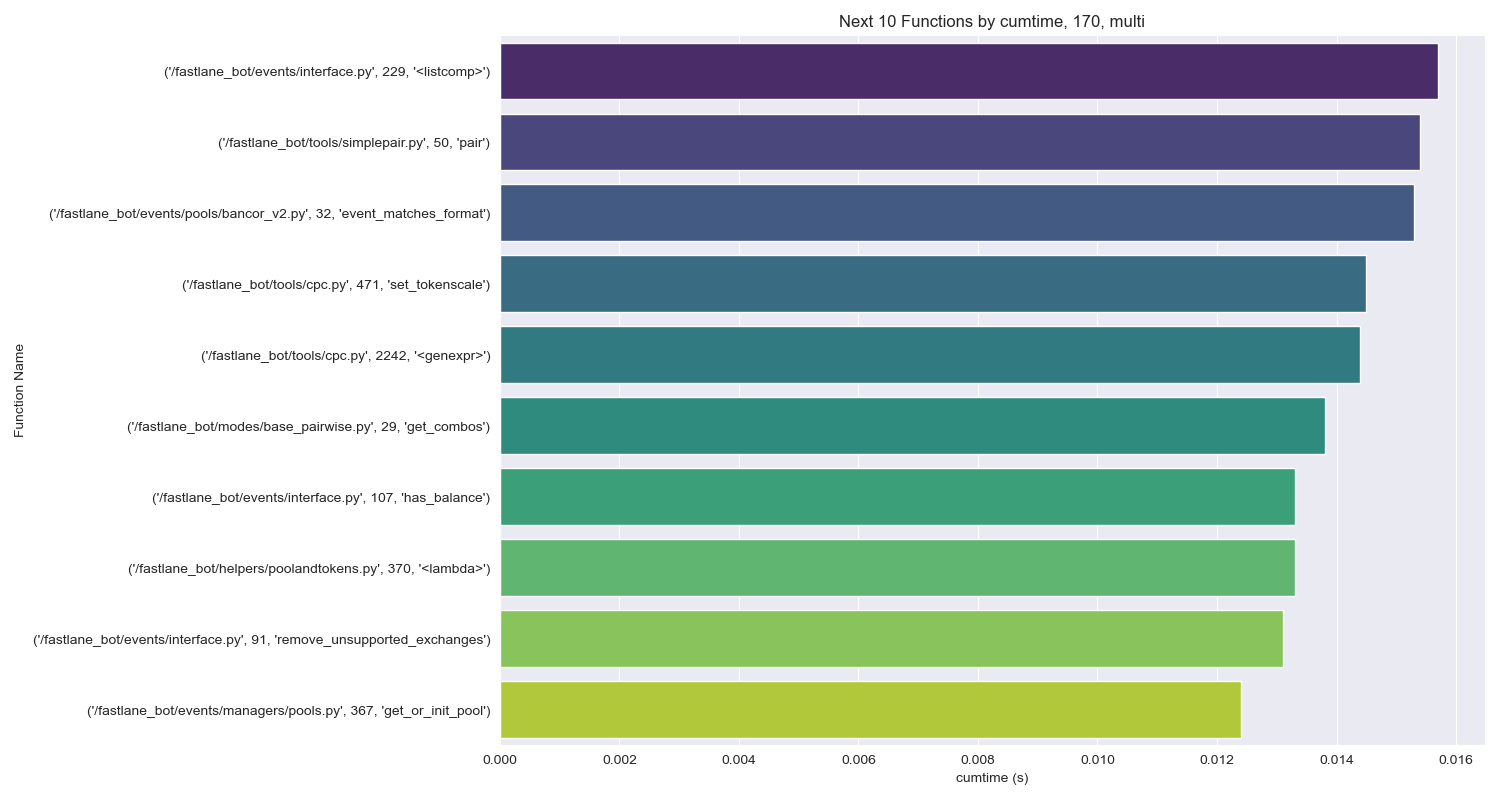 Next 10 Functions by cumtime, 170, multi
('/fastlane_bot/events/interface.py', 229, '<listcomp>')
('/fastlane_bot/tools/simplepair.py', 50, 'pair')
('/fastlane_bot/events/pools/bancor_v2.py', 32, 'event_matches_format')
('/fastlane_bot/tools/cpc.py', 471, 'set_tokenscale')
('/fastlane_bot/tools/cpc.py', 2242, '<genexpr>')
('/fastlane_bot/modes/base_pairwise.py', 29, 'get_combos')
('/fastlane_bot/events/interface.py', 107, 'has_balance')
('/fastlane_bot/helpers/poolandtokens.py', 370, '<lambda>')
('/fastlane_bot/events/interface.py', 91, 'remove_unsupported_exchanges')
('/fastlane_bot/events/managers/pools.py', 367, 'get_or_init_pool')
Function Name
0.000 0.002 0.004 0.006 0.008 0.010 0.012 0.014 0.016
cumtime (s)